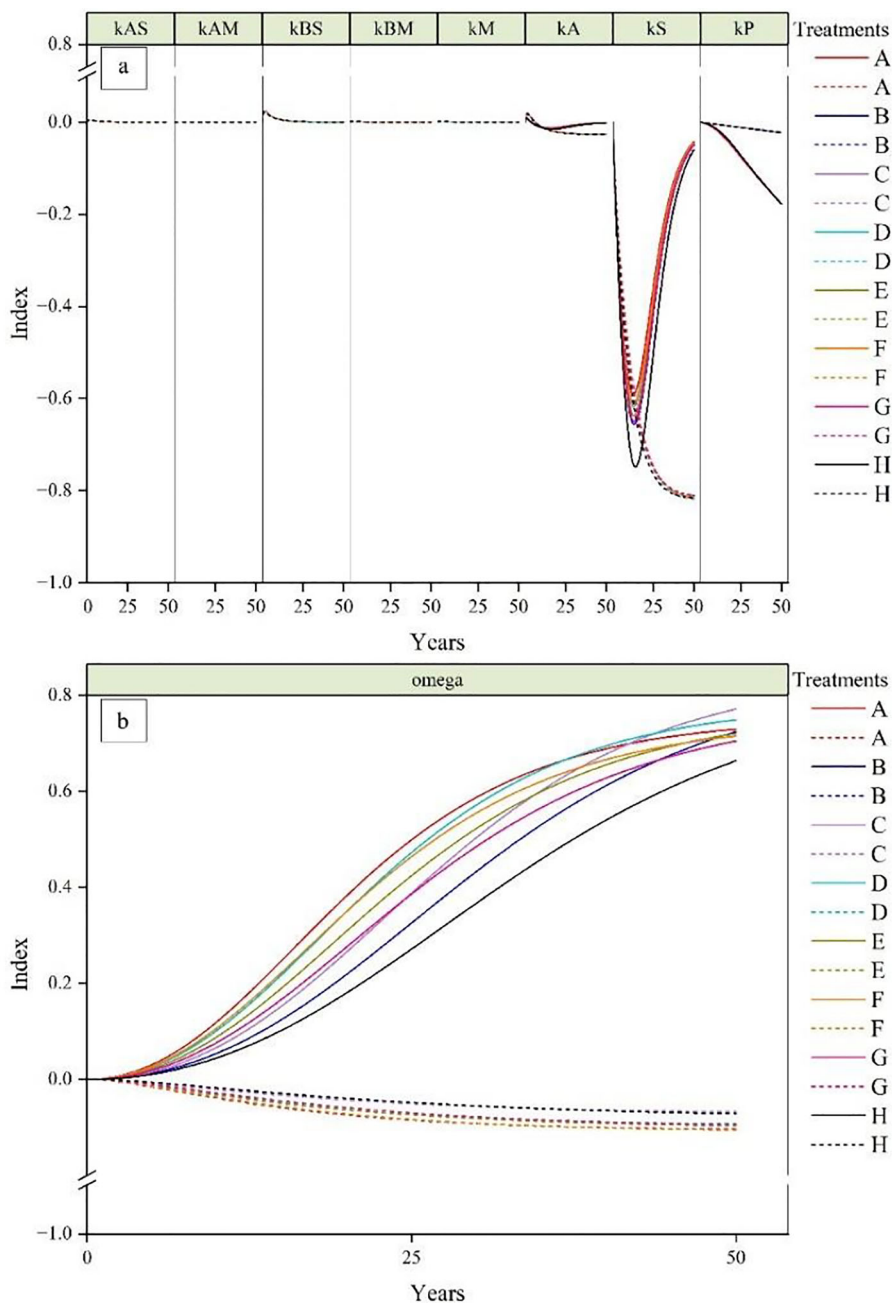 kAS kAM kBS kBM kM kA kS kP Treatments
0.8
a
A
A
0.0
B
B
C
C
−0.2
D
D
Index
E
−0.4
E
F
F
−0.6
G
G
H
−0.8
H
−1.0
0 25 50 25 50 25 50 25 50 25 50 25 50 25 50 25 50
Years
omega Treatments
0.8
b
A
A
B
0.6
B
C
C
0.4
D
D
Index
E
0.2
E
F
F
0.0
G
G
H
H
−1.0
0 25 50
Years